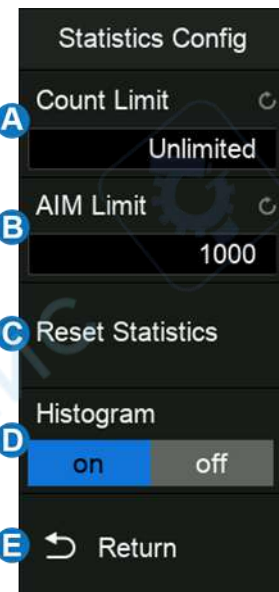 Statistics Config
A
Count Limit
Unlimited
B
AIM Limit
1000
C
Reset Statistics
Histogram
D
on off
E
Return